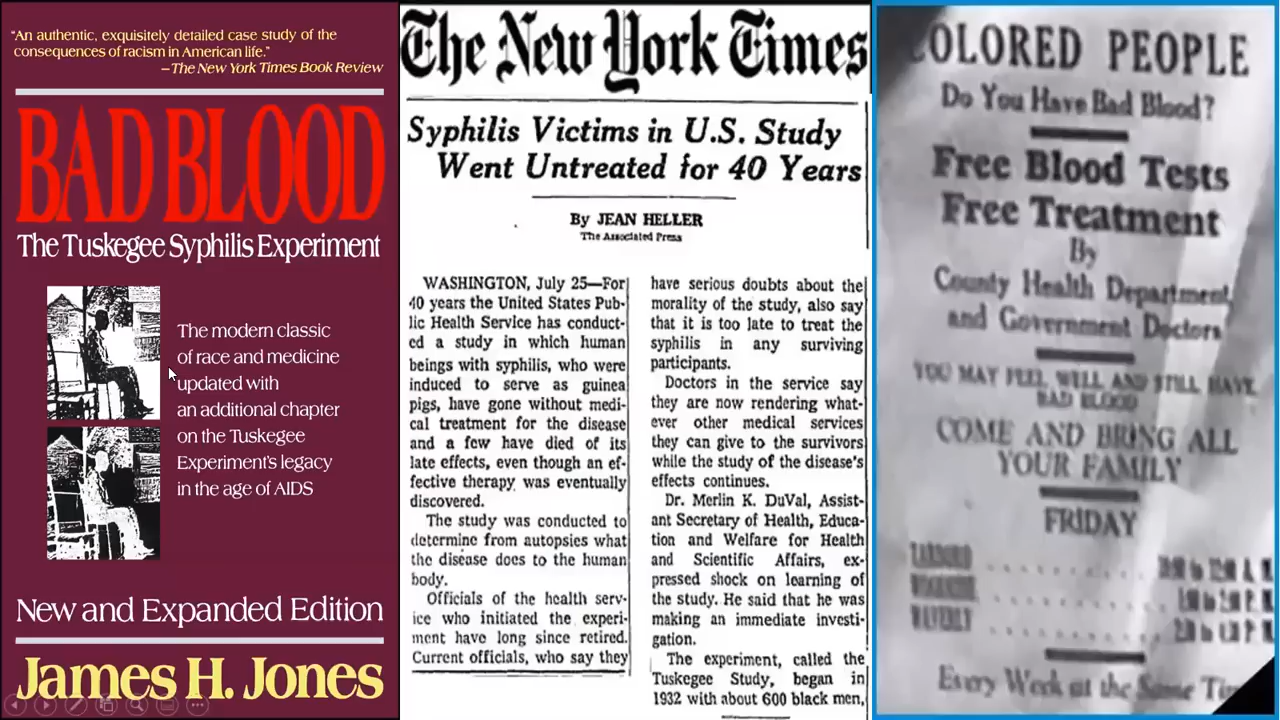 "An authentic, exquisitely detailed case study of the
consequences of racism in American life."
—The New York Times Book Review
BAD BLOOD
The Tuskegee Syphilis Experiment
The modern classic
of race and medicine
updated with
an additional chapter
on the Tuskegee
Experiment's legacy
in the age of AIDS
New and Expanded Edition
James H. Jones
The New York Times
Syphilis Victims in U.S. Study
Went Untreated for 40 Years
By JEAN HELLER
The Associated Press
WASHINGTON, July 25—For
40 years the United States Pub-
lic Health Service has conduct-
ed a study in which human
beings with syphilis, who were
induced to serve as guinea
pigs, have gone without medi-
cal treatment for the disease
and a few have died of its
late effects, even though an ef-
fective therapy was eventually
discovered.
The study was conducted to
determine from autopsies what
the disease does to the human
body.
Officials of the health serv-
ice who initiated the experi-
ment have long since retired.
Current officials, who say they
have serious doubts about the
morality of the study, also say
that it is too late to treat the
syphilis in any surviving
participants.
Doctors in the service say
they are now rendering what-
ever other medical services
they can give to the survivors
while the study of the disease's
effects continues.
Dr. Merlin K. DuVal, Assist-
ant Secretary of Health, Educa-
tion and Welfare for Health
and Scientific Affairs, ex-
pressed shock on learning of
the study. He said that he was
making an immediate investi-
gation.
The experiment, called the
Tuskegee Study, began in
1932 with about 600 black men,
COLORED PEOPLE
Do You Have Bad Blood?
Free Blood Tests
Free Treatment
By
County Health Department
and Government Doctors
YOU MAY FEEL WELL AND STILL HAVE
BAD BLOOD
COME AND BRING ALL
YOUR FAMILY
FRIDAY
Every Week at the Same